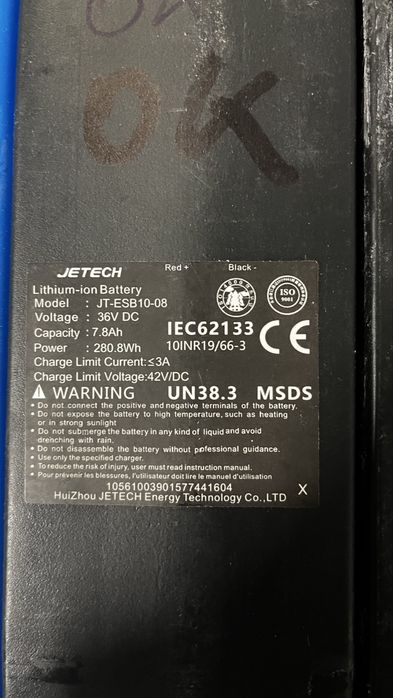 OK
OK
JETECH
Red +
Black -
Lithium-ion Battery
Model : JT-ESB10-08
Voltage : 36V DC
Capacity : 7.8Ah
Power : 280.8Wh
IEC62133
10INR19/66-3
CE
ISO
9001
Charge Limit Current:≤3A
Charge Limit Voltage:42V/DC
WARNING UN38.3 MSDS
• Do not connect the positive and negative terminals of the battery.
• Do not expose the battery to high temperature, such as heating
or in strong sunlight
• Do not submerge the battery in any kind of liquid and avoid
drenching with rain.
• Do not disassemble the battery without professional guidance.
• Use only the specified charger.
• To reduce the risk of injury, user must read instruction manual.
• Pour prévenir les blessures, l'utilisateur doit lire le manuel d'utilisation
10561003901577441604
HuiZhou JETECH Energy Technology Co.,LTD X